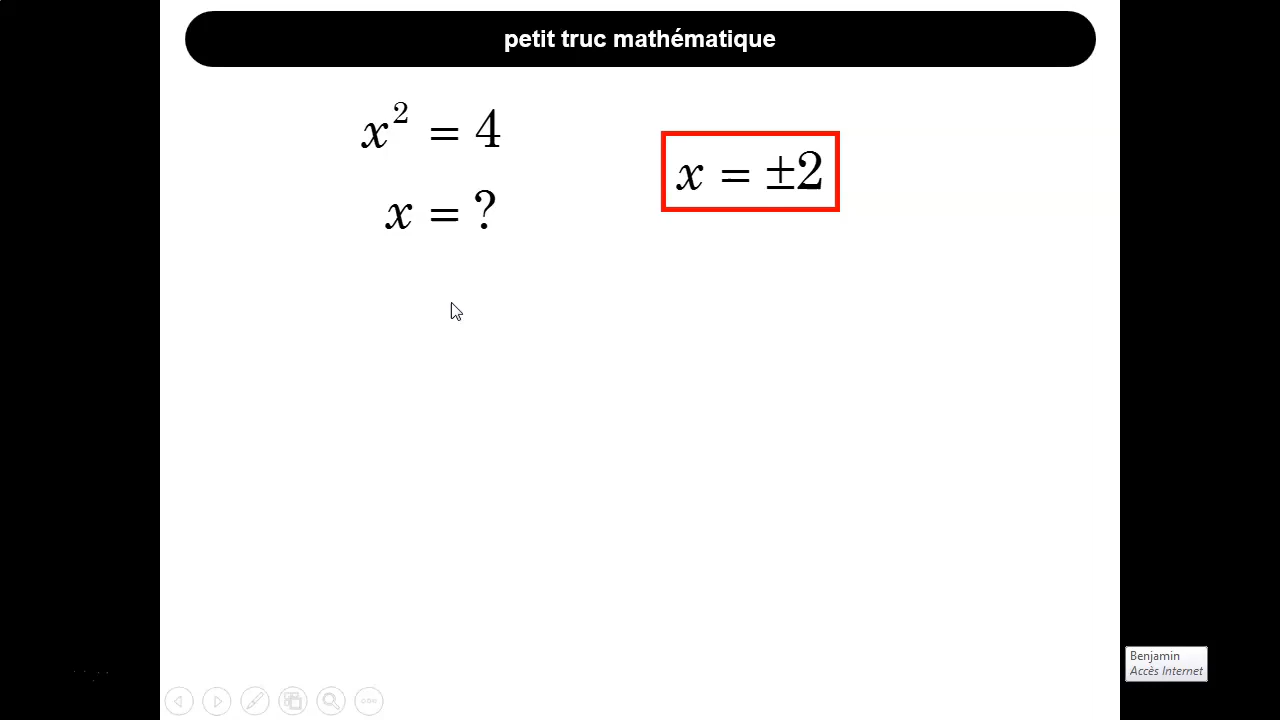 petit truc mathématique
x² = 4
x = ?
x = ±2
Benjamin
Accès Internet